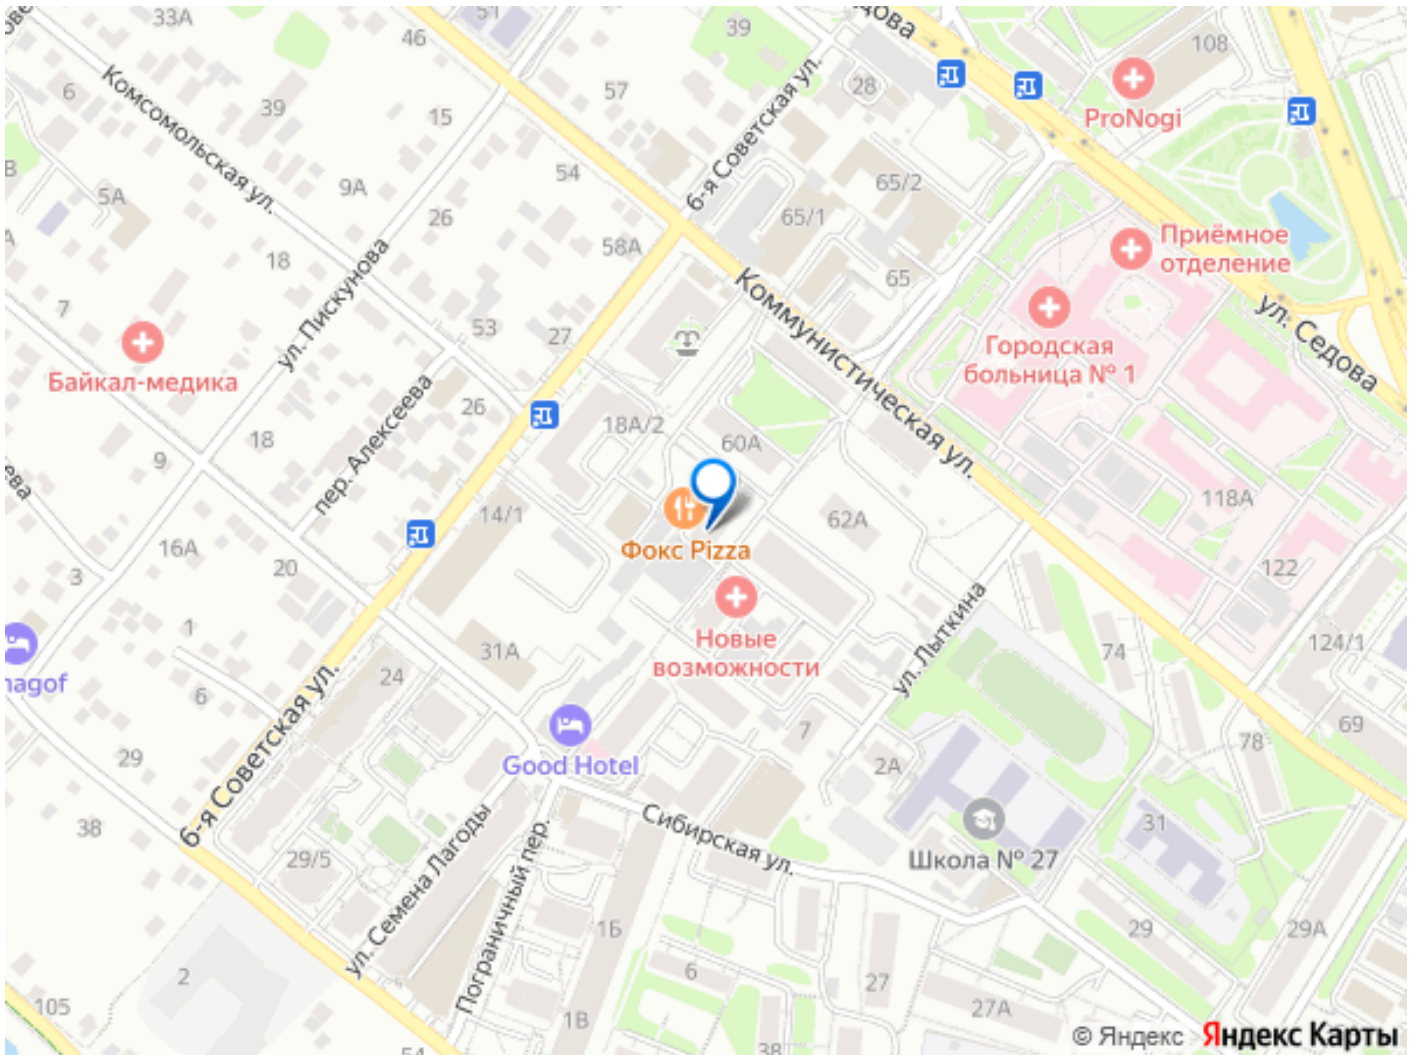 33А
51
46
39
едова
108
Комсомольская ул.
6
39
15
57
6-я Советская ул.
28
ProNogi
9А
26
54
65/2
5А
65/1
Приёмное
отделение
58А
18
Коммунистическая ул.
65
7
ул. Пискунова
53
27
ул. Седова
Городская
больница № 1
Байкал-медика
пер. Алексеева
26
18А/2
60А
18
9
ева
118А
14/1
62А
Фокс Pizza
16А
20
3
122
ул. Лыткина
1
Новые
возможности
31А
74
124/1
nagof
6
24
6-я Советская ул.
69
7
78
29
Good Hotel
2А
38
Сибирская ул.
31
29/5
ул. Семена Лагоды
Пограничный пер.
Школа № 27
1Б
29
29А
2
6
27
105
27А
1В
38
54
© Яндекс Яндекс Карты